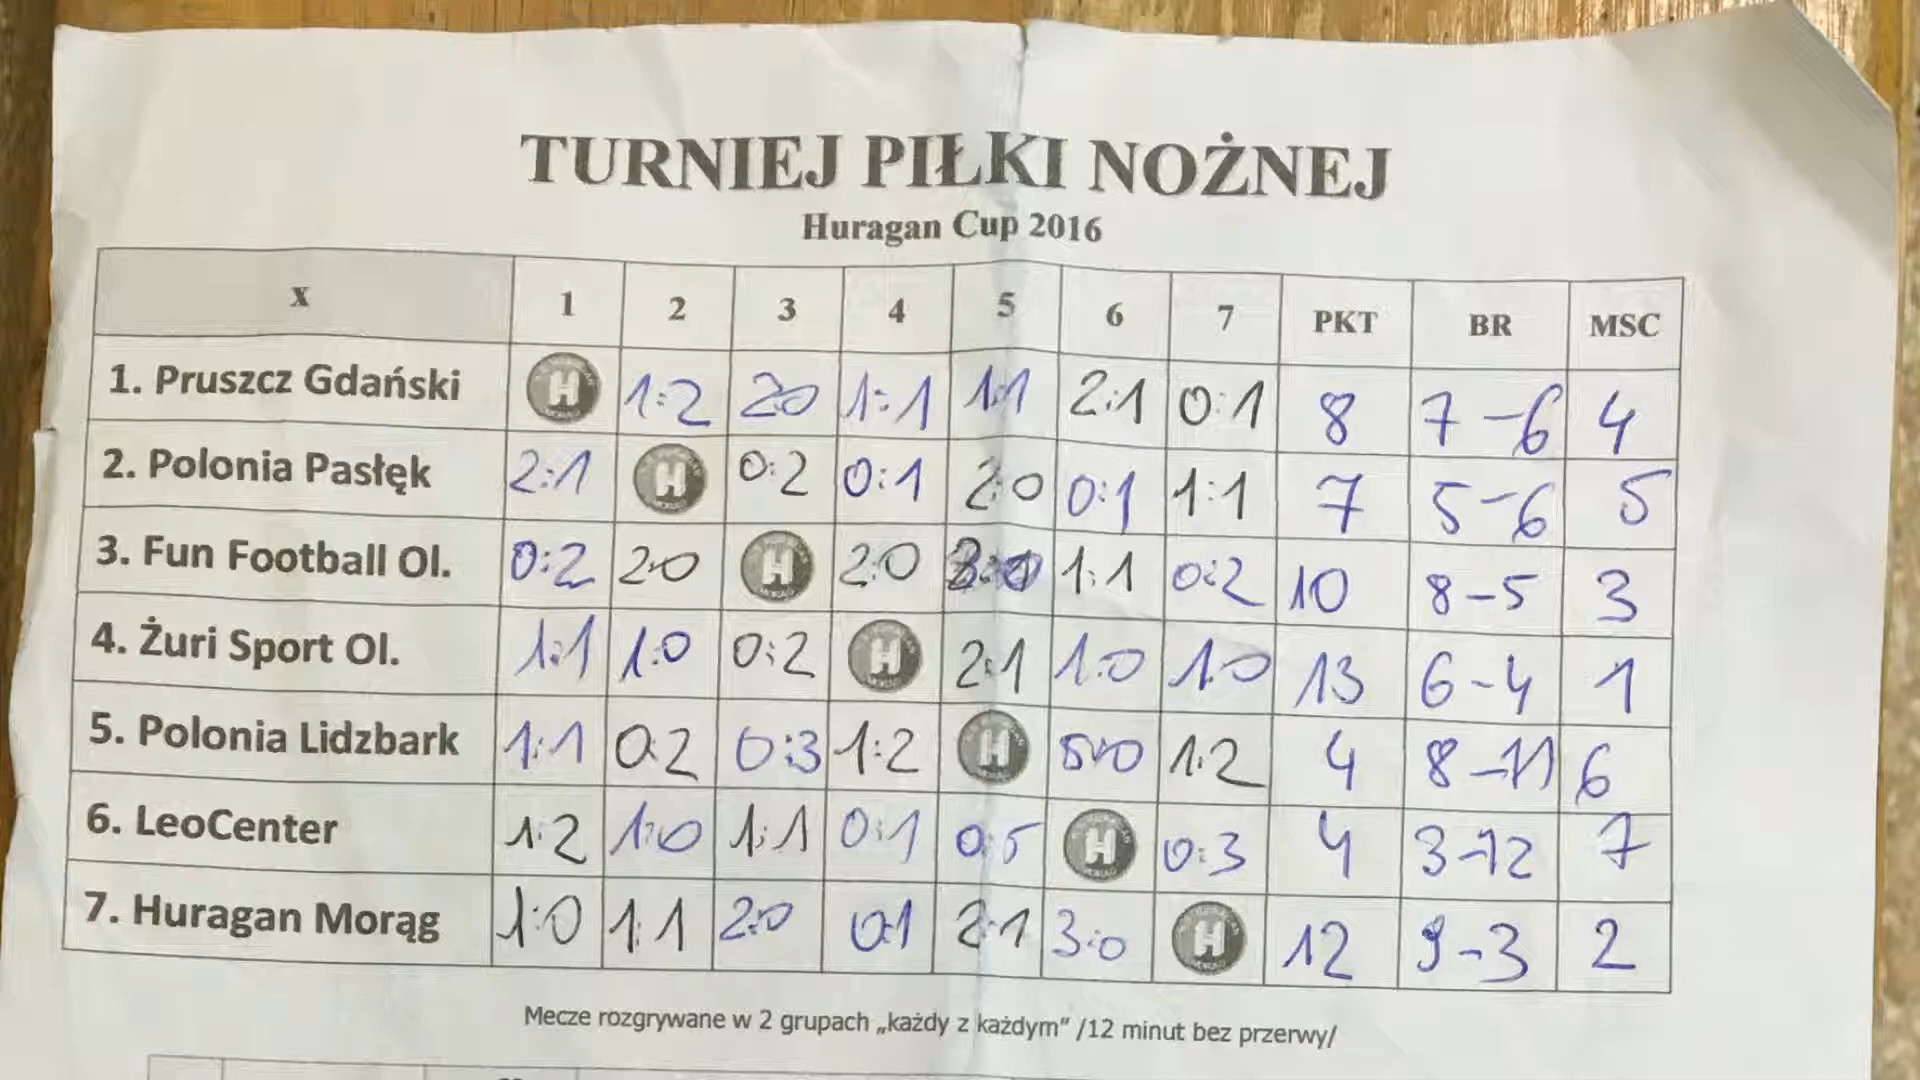 TURNIEJ PIŁKI NOŻNEJ
Huragan Cup 2016
X 1 2 3 4 5 6 7 PKT BR MSC
1. Pruszcz Gdański H 1:2 2:0 1:1 1:1 2:1 0:1 8 7-6 4
2. Polonia Pasłęk 2:1 H 0:2 0:1 2:0 0:1 1:1 7 5-6 5
3. Fun Football Ol. 0:2 2:0 H 2:0 1:1 0:2 10 8-5 3
4. Żuri Sport Ol. 1:1 1:0 0:2 H 2:1 1:0 1:0 13 6-4 1
5. Polonia Lidzbark 1:1 0:2 0:3 1:2 H 5:0 1:2 4 8-11 6
6. LeoCenter 1:2 1:0 1:1 0:1 0:5 H 0:3 4 3-12 7
7. Huragan Morąg 1:0 1:1 2:0 0:1 2:1 3:0 H 12 9-3 2
Mecze rozgrywane w 2 grupach „każdy z każdym” /12 minut bez przerwy/